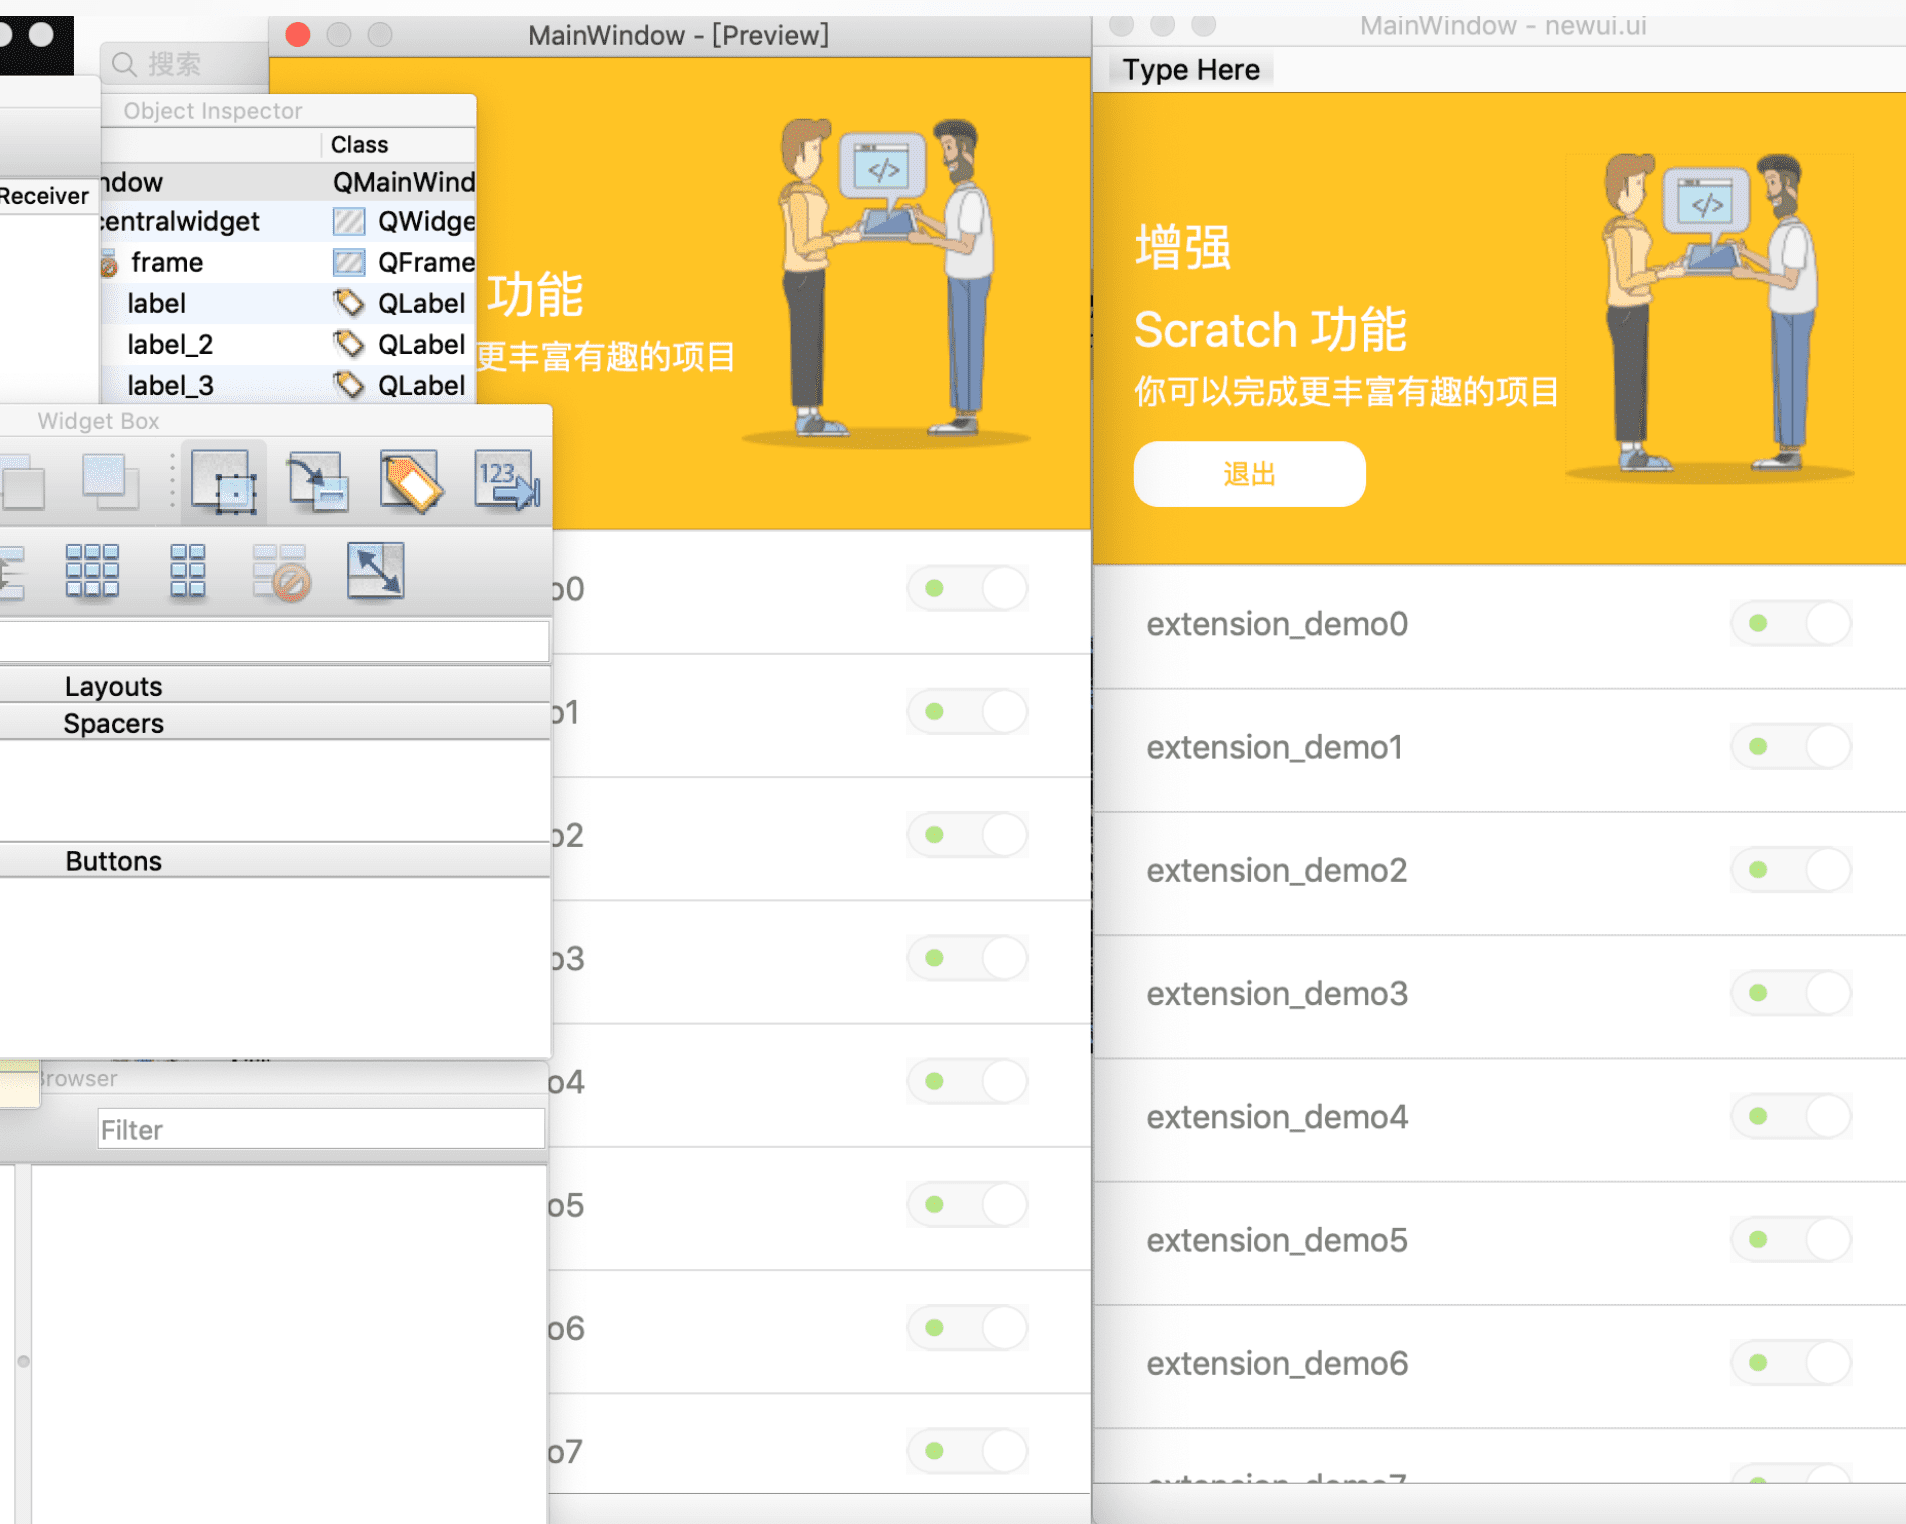 MainWindow - [Preview]
MainWindow - newui.ui
搜索
Type Here
Object Inspector
Class
ndow
QMainWind
Receiver
centralwidget
QWidge
frame
QFrame
label
QLabel
label_2
QLabel
label_3
QLabel
功能
更丰富有趣的项目
</>
增强
Scratch 功能
你可以完成更丰富有趣的项目
退出
</>
Widget Box
123
Layouts
Spacers
Buttons
Browser
Filter
o0
o1
o2
o3
o4
o5
o6
o7
extension_demo0
extension_demo1
extension_demo2
extension_demo3
extension_demo4
extension_demo5
extension_demo6
extension_demo7